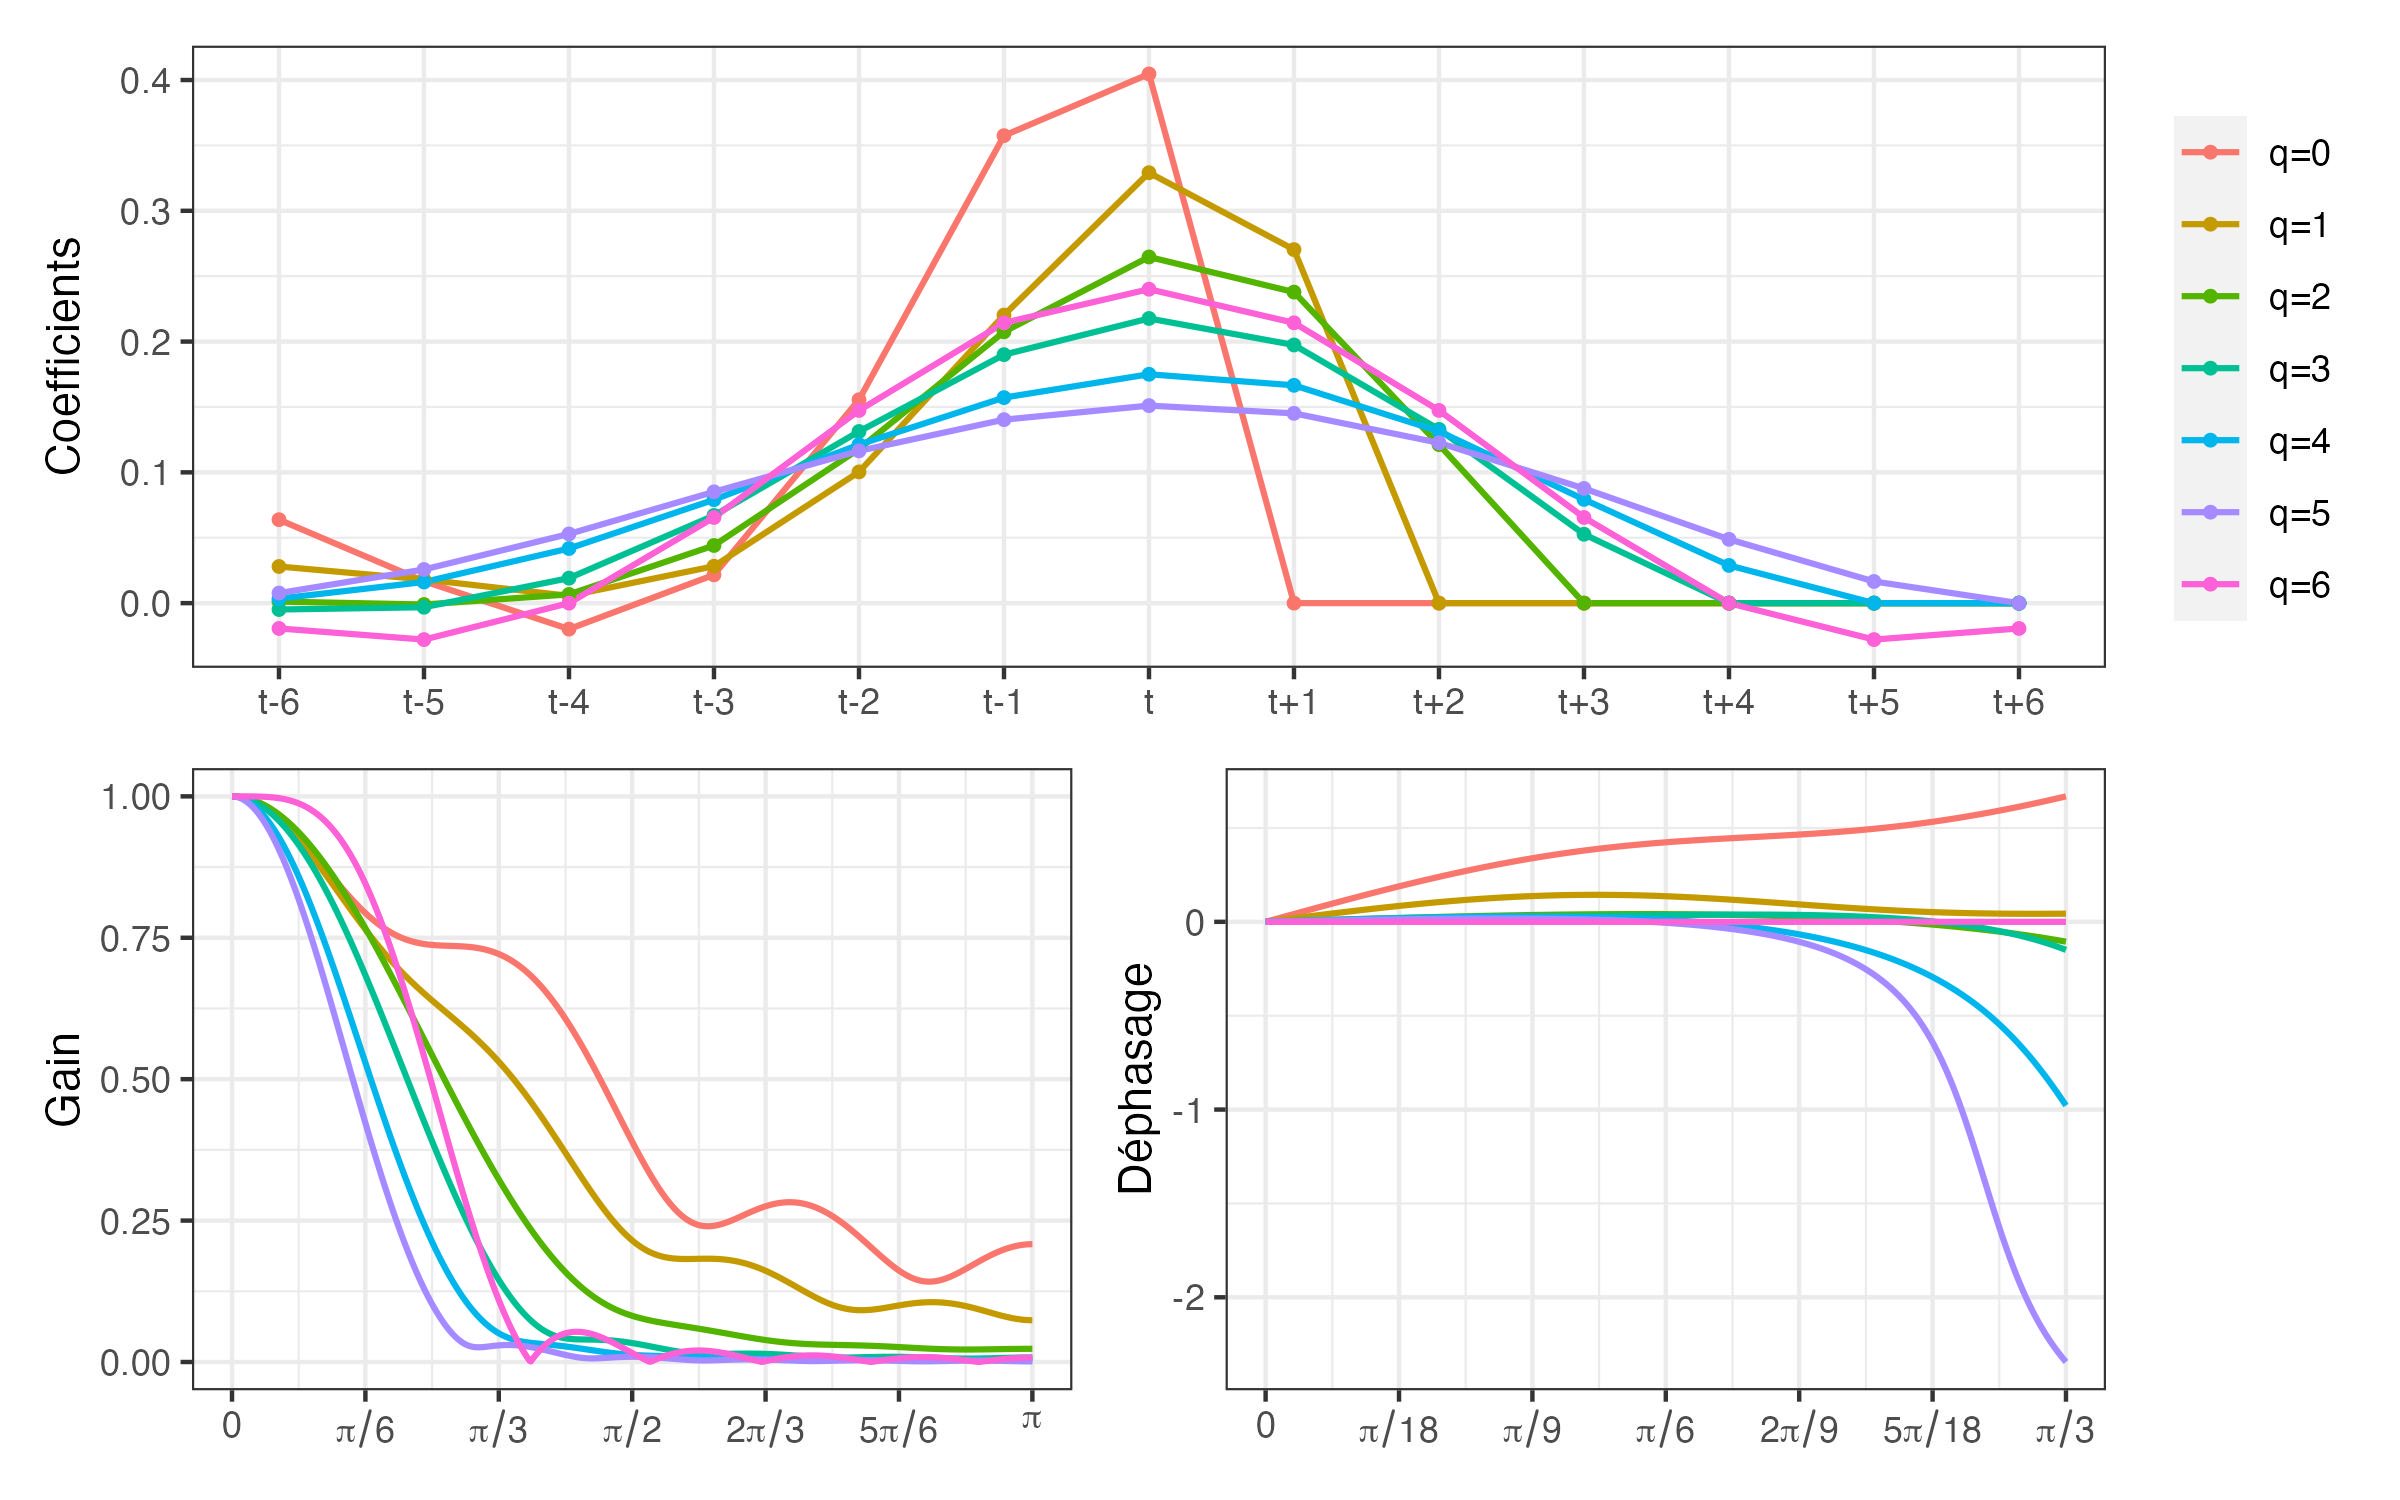 Coefficients
0.4
0.3
0.2
0.1
0.0
t-6 t-5 t-4 t-3 t-2 t-1 t t+1 t+2 t+3 t+4 t+5 t+6
q=0
q=1
q=2
q=3
q=4
q=5
q=6
Gain
1.00
0.75
0.50
0.25
0.00
0 π/6 π/3 π/2 2π/3 5π/6 π
Déphasage
0
-1
-2
0 π/18 π/9 π/6 2π/9 5π/18 π/3